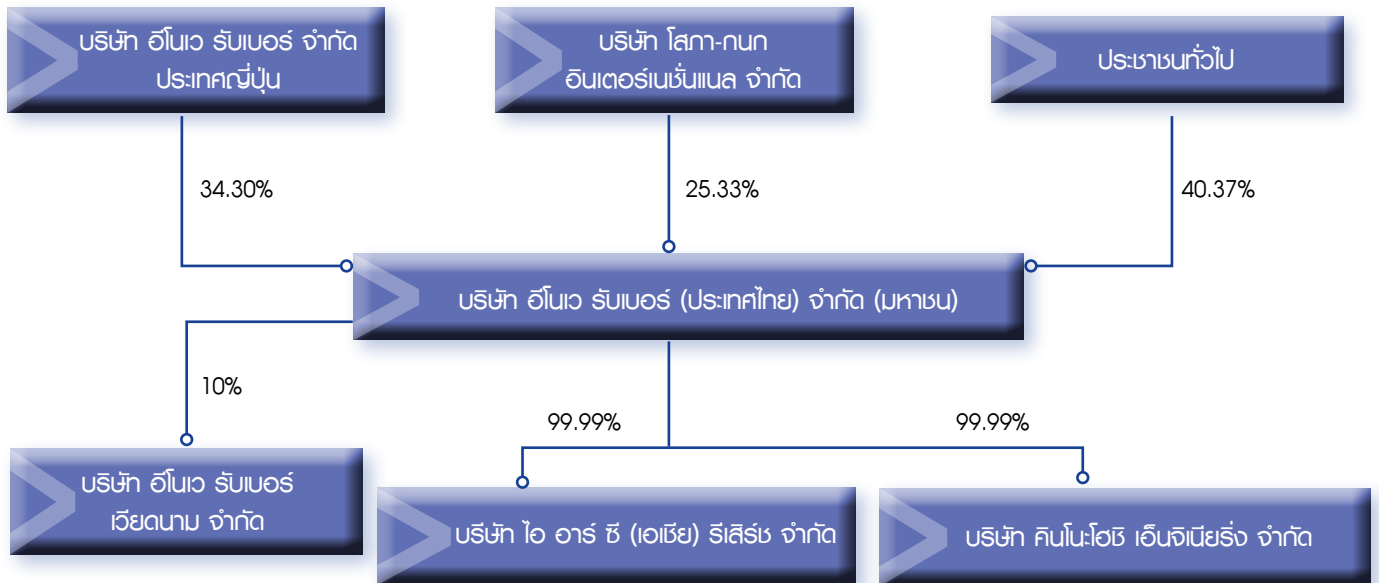 บริษัท อีโนเว รับเบอร์ จำกัด
ประเทศญี่ปุ่น
บริษัท โสภา-กนก
อินเตอร์เนชั่นแนล จำกัด
ประชาชนทั่วไป
34.30%
25.33%
40.37%
บริษัท อีโนเว รับเบอร์ (ประเทศไทย) จำกัด (มหาชน)
10%
99.99%
99.99%
บริษัท อีโนเว รับเบอร์
เวียดนาม จำกัด
บริษัท ไอ อาร์ ซี (เอเชีย) รีเสิร์ช จำกัด
บริษัท คินโนะโฮชิ เอ็นจิเนียริ่ง จำกัด